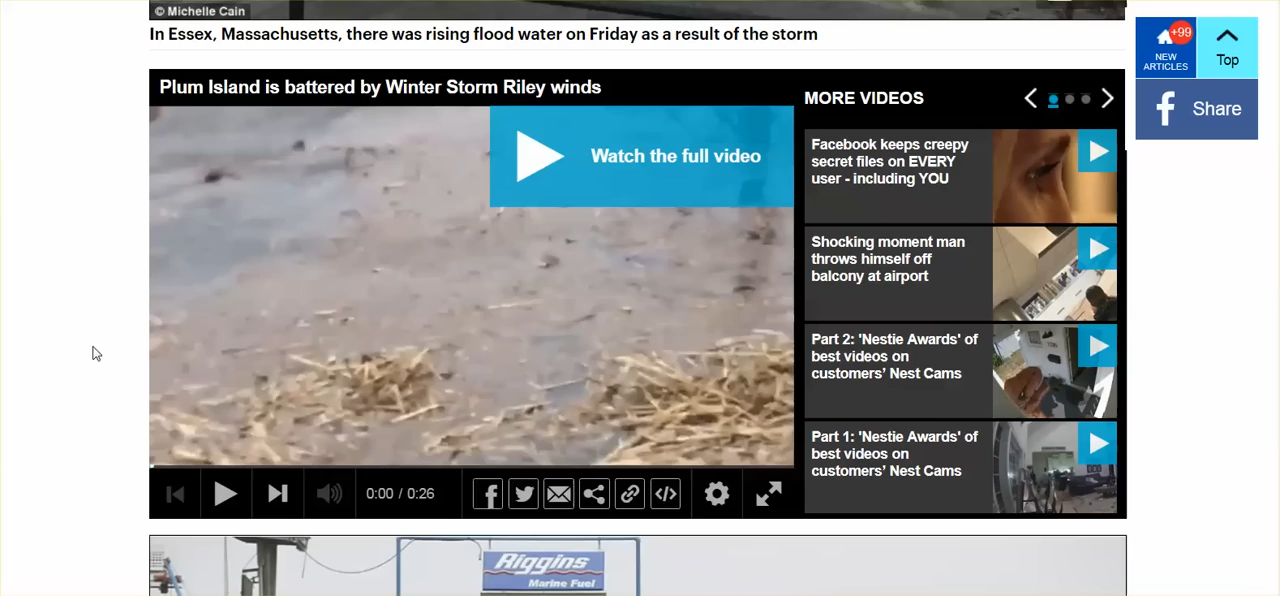 © Michelle Cain
In Essex, Massachusetts, there was rising flood water on Friday as a result of the storm
Plum Island is battered by Winter Storm Riley winds
Watch the full video
0:00 / 0:26
MORE VIDEOS
Facebook keeps creepy
secret files on EVERY
user - including YOU
Shocking moment man
throws himself off
balcony at airport
Part 2: 'Nestie Awards' of
best videos on
customers’ Nest Cams
Part 1: 'Nestie Awards' of
best videos on
customers’ Nest Cams
+99
NEW
ARTICLES
Top
Share
Riggins
Marine Fuel